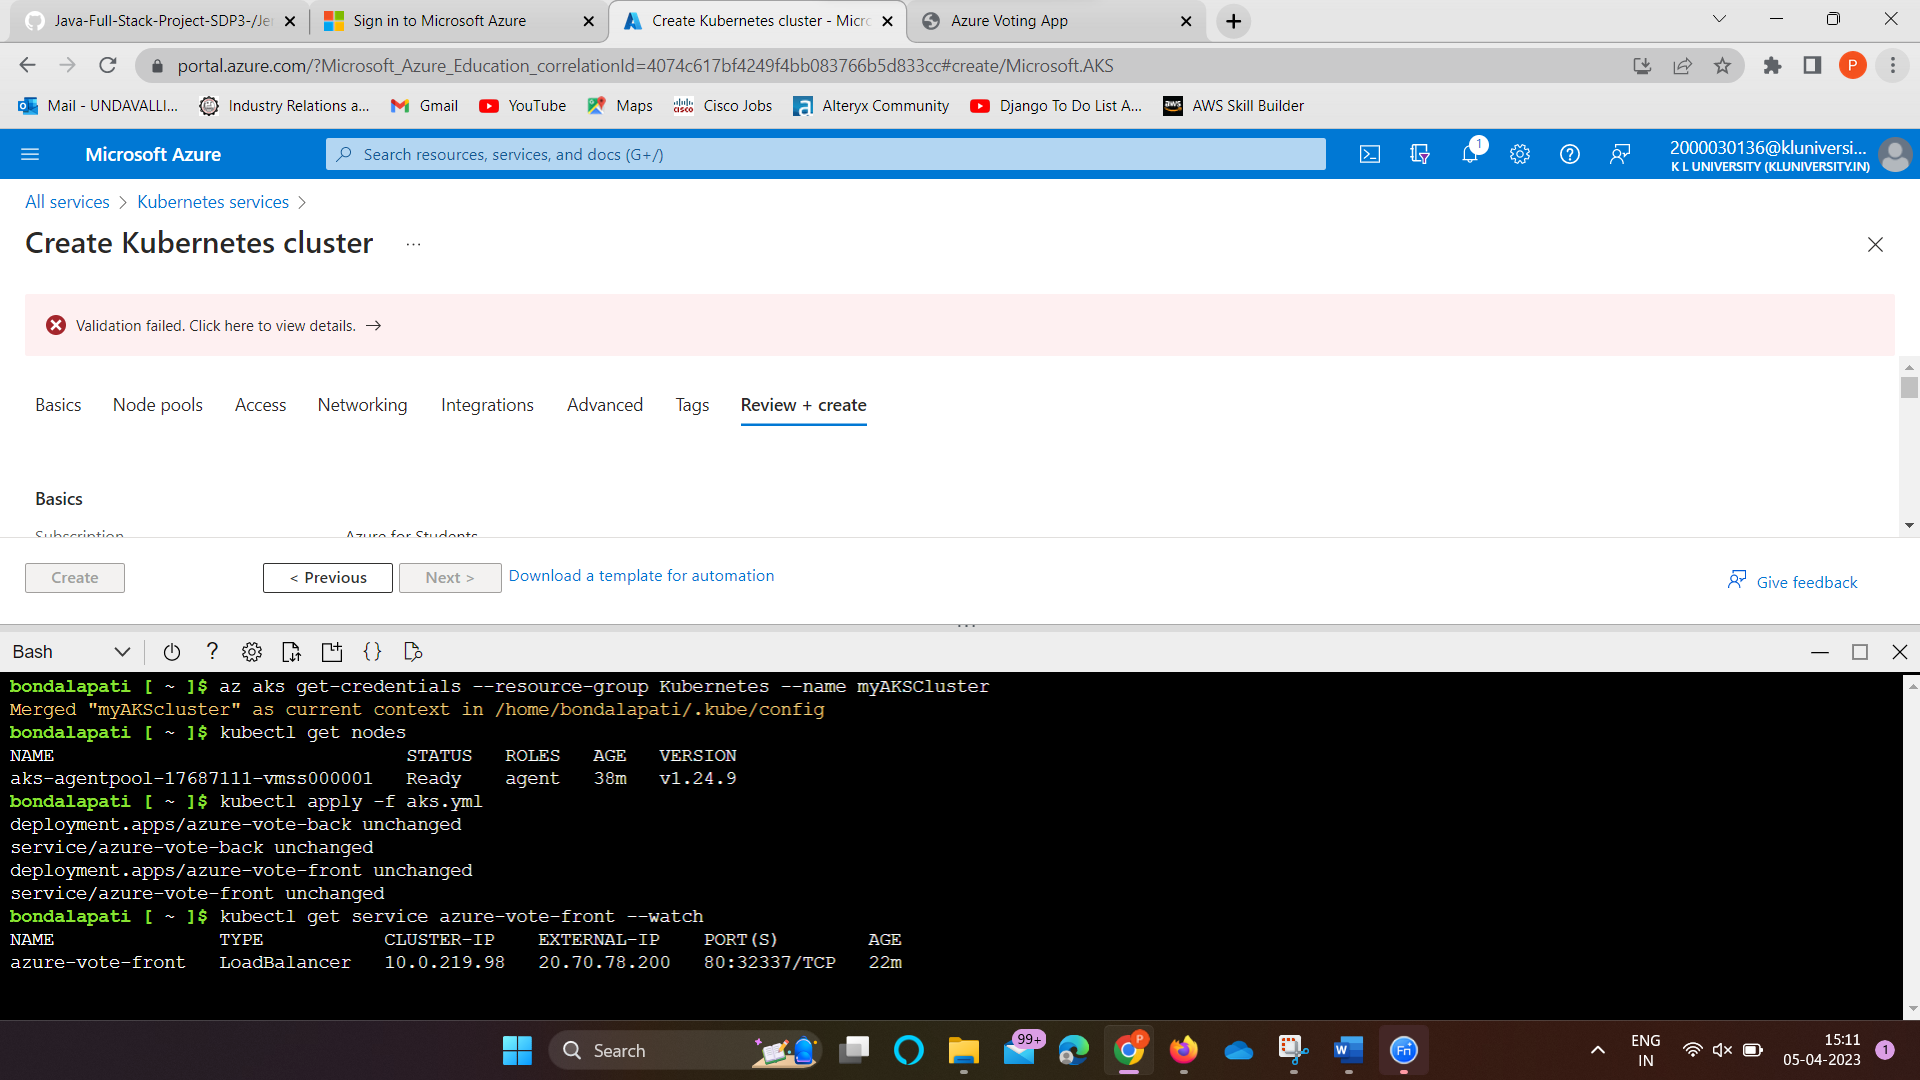 Java-Full-Stack-Project-SDP3-/Je
Sign in to Microsoft Azure
Create Kubernetes cluster - Micro
Azure Voting App
portal.azure.com/?Microsoft_Azure_Education_correlationId=4074c617bf4249f4bb083766b5d833cc#create/Microsoft.AKS
P
Mail - UNDAVALLI...
Industry Relations a...
Gmail
YouTube
Maps
Cisco Jobs
Alteryx Community
Django To Do List A...
AWS Skill Builder
Microsoft Azure
Search resources, services, and docs (G+/)
1
2000030136@kluniversi...
K L UNIVERSITY (KLUNIVERSITY.IN)
All services > Kubernetes services >
Create Kubernetes cluster ...
Validation failed. Click here to view details. →
Basics Node pools Access Networking Integrations Advanced Tags Review + create
Basics
Subscription Azure for Students
Create
< Previous
Next >
Download a template for automation
Give feedback
Bash
bondalapati [ ~ ]$ az aks get-credentials --resource-group Kubernetes --name myAKSCluster
Merged "myAKScluster" as current context in /home/bondalapati/.kube/config
bondalapati [ ~ ]$ kubectl get nodes
NAME STATUS ROLES AGE VERSION
aks-agentpool-17687111-vmss000001 Ready agent 38m v1.24.9
bondalapati [ ~ ]$ kubectl apply -f aks.yml
deployment.apps/azure-vote-back unchanged
service/azure-vote-back unchanged
deployment.apps/azure-vote-front unchanged
service/azure-vote-front unchanged
bondalapati [ ~ ]$ kubectl get service azure-vote-front --watch
NAME TYPE CLUSTER-IP EXTERNAL-IP PORT(S) AGE
azure-vote-front LoadBalancer 10.0.219.98 20.70.78.200 80:32337/TCP 22m
Search
99+
P
W
Fn
ENG
IN
15:11
05-04-2023
1